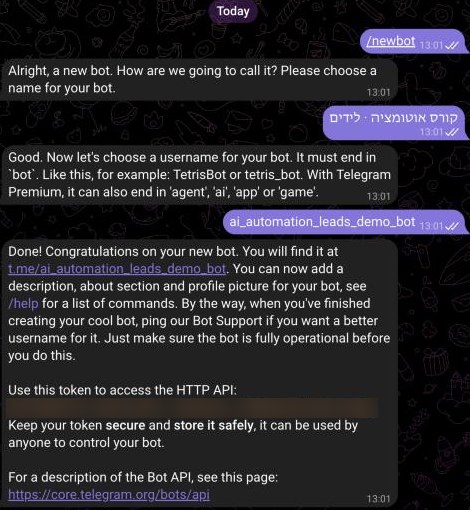 Today
/newbot
13:01
Alright, a new bot. How are we going to call it? Please choose a
name for your bot.
13:01
קורס אוטומציה · לידים
13:01
Good. Now let's choose a username for your bot. It must end in
`bot`. Like this, for example: TetrisBot or tetris_bot. With Telegram
Premium, it can also end in 'agent', 'ai', 'app' or 'game'.
13:01
ai_automation_leads_demo_bot
13:01
Done! Congratulations on your new bot. You will find it at
t.me/ai_automation_leads_demo_bot. You can now add a
description, about section and profile picture for your bot, see
/help for a list of commands. By the way, when you've finished
creating your cool bot, ping our Bot Support if you want a better
username for it. Just make sure the bot is fully operational before
you do this.
Use this token to access the HTTP API:
Keep your token secure and store it safely, it can be used by
anyone to control your bot.
For a description of the Bot API, see this page:
https://core.telegram.org/bots/api
13:01